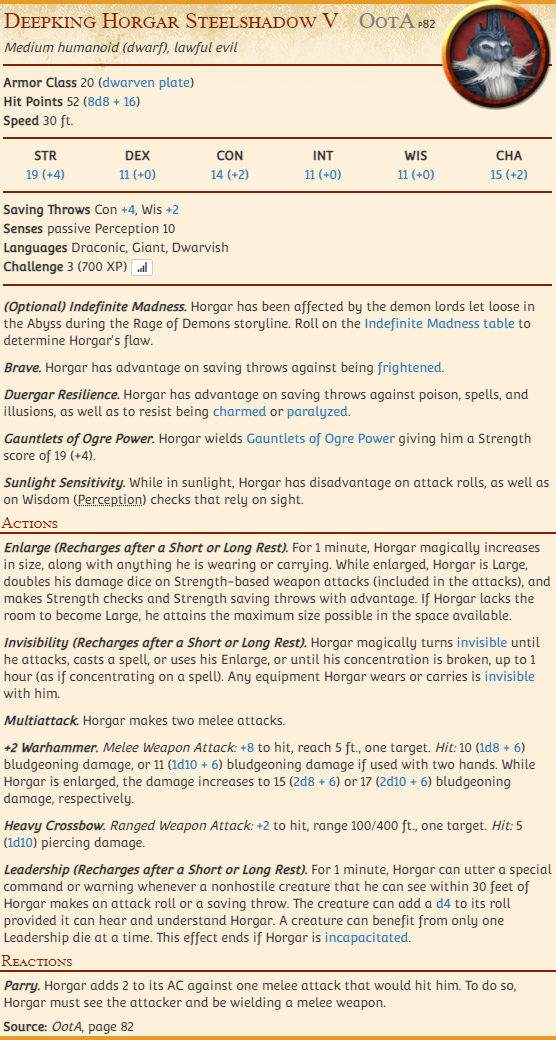 Deepking Horgar Steelshadow V OotA p82
Medium humanoid (dwarf), lawful evil
Armor Class 20 (dwarven plate)
Hit Points 52 (8d8 + 16)
Speed 30 ft.
STR DEX CON INT WIS CHA
19 (+4) 11 (+0) 14 (+2) 11 (+0) 11 (+0) 15 (+2)
Saving Throws Con +4, Wis +2
Senses passive Perception 10
Languages Draconic, Giant, Dwarvish
Challenge 3 (700 XP)
(Optional) Indefinite Madness. Horgar has been affected by the demon lords let loose in
the Abyss during the Rage of Demons storyline. Roll on the Indefinite Madness table to
determine Horgar's flaw.
Brave. Horgar has advantage on saving throws against being frightened.
Duergar Resilience. Horgar has advantage on saving throws against poison, spells, and
illusions, as well as to resist being charmed or paralyzed.
Gauntlets of Ogre Power. Horgar wields Gauntlets of Ogre Power giving him a Strength
score of 19 (+4).
Sunlight Sensitivity. While in sunlight, Horgar has disadvantage on attack rolls, as well as
on Wisdom (Perception) checks that rely on sight.
Actions
Enlarge (Recharges after a Short or Long Rest). For 1 minute, Horgar magically increases
in size, along with anything he is wearing or carrying. While enlarged, Horgar is Large,
doubles his damage dice on Strength-based weapon attacks (included in the attacks), and
makes Strength checks and Strength saving throws with advantage. If Horgar lacks the
room to become Large, he attains the maximum size possible in the space available.
Invisibility (Recharges after a Short or Long Rest). Horgar magically turns invisible until
he attacks, casts a spell, or uses his Enlarge, or until his concentration is broken, up to 1
hour (as if concentrating on a spell). Any equipment Horgar wears or carries is invisible
with him.
Multiattack. Horgar makes two melee attacks.
+2 Warhammer. Melee Weapon Attack: +8 to hit, reach 5 ft., one target. Hit: 10 (1d8 + 6)
bludgeoning damage, or 11 (1d10 + 6) bludgeoning damage if used with two hands. While
Horgar is enlarged, the damage increases to 15 (2d8 + 6) or 17 (2d10 + 6) bludgeoning
damage, respectively.
Heavy Crossbow. Ranged Weapon Attack: +2 to hit, range 100/400 ft., one target. Hit: 5
(1d10) piercing damage.
Leadership (Recharges after a Short or Long Rest). For 1 minute, Horgar can utter a special
command or warning whenever a nonhostile creature that he can see within 30 feet of
Horgar makes an attack roll or a saving throw. The creature can add a d4 to its roll
provided it can hear and understand Horgar. A creature can benefit from only one
Leadership die at a time. This effect ends if Horgar is incapacitated.
Reactions
Parry. Horgar adds 2 to its AC against one melee attack that would hit him. To do so,
Horgar must see the attacker and be wielding a melee weapon.
Source: OotA, page 82